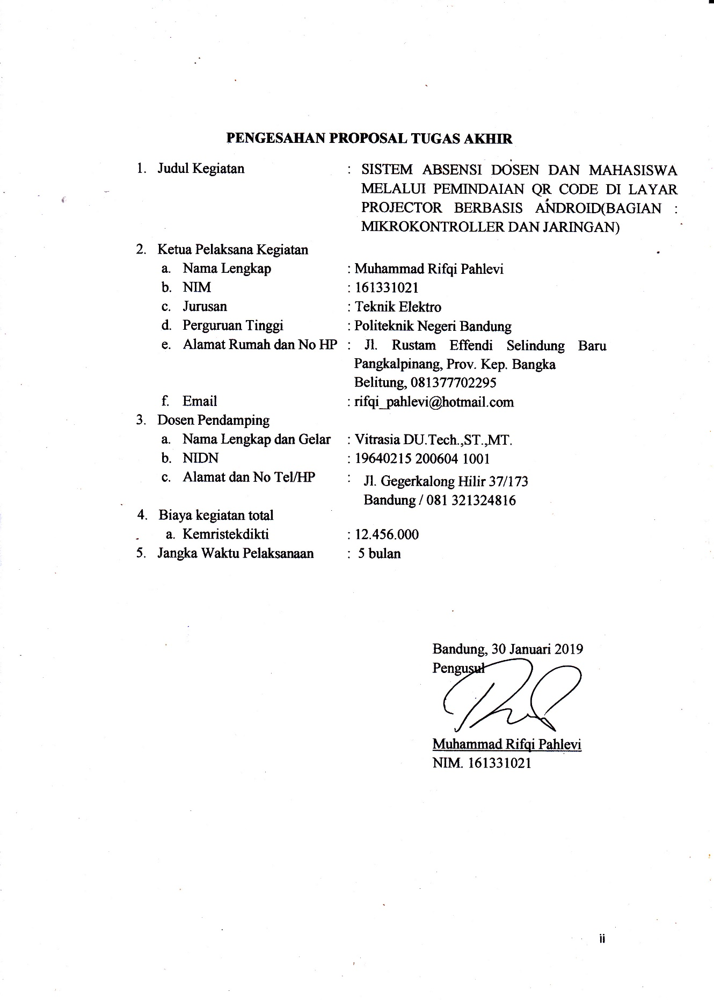 PENGESAHAN PROPOSAL TUGAS AKHIR
1. Judul Kegiatan : SISTEM ABSENSI DOSEN DAN MAHASISWA
MELALUI PEMINDAIAN QR CODE DI LAYAR
PROJECTOR BERBASIS ANDROID(BAGIAN :
MIKROKONTROLLER DAN JARINGAN)
2. Ketua Pelaksana Kegiatan
a. Nama Lengkap : Muhammad Rifqi Pahlevi
b. NIM : 161331021
c. Jurusan : Teknik Elektro
d. Perguruan Tinggi : Politeknik Negeri Bandung
e. Alamat Rumah dan No HP : Jl. Rustam Effendi Selindung Baru
Pangkalpinang, Prov. Kep. Bangka
Belitung, 081377702295
f. Email : rifqi_pahlevi@hotmail.com
3. Dosen Pendamping
a. Nama Lengkap dan Gelar : Vitrasia DU.Tech.,ST.,MT.
b. NIDN : 19640215 200604 1001
c. Alamat dan No Tel/HP : Jl. Gegerkalong Hilir 37/173
Bandung / 081 321324816
4. Biaya kegiatan total
a. Kemristekdikti : 12.456.000
5. Jangka Waktu Pelaksanaan : 5 bulan
Bandung, 30 Januari 2019
Pengusul
Muhammad Rifqi Pahlevi
NIM. 161331021
ii